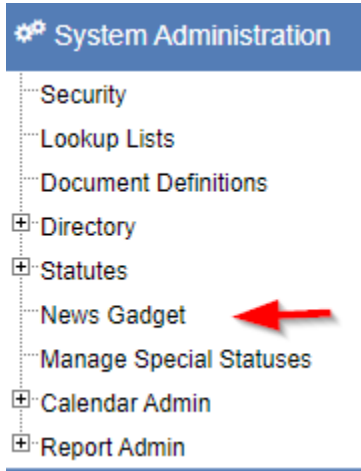 System Administration
Security
Lookup Lists
Document Definitions
Directory
Statutes
News Gadget
Manage Special Statuses
Calendar Admin
Report Admin